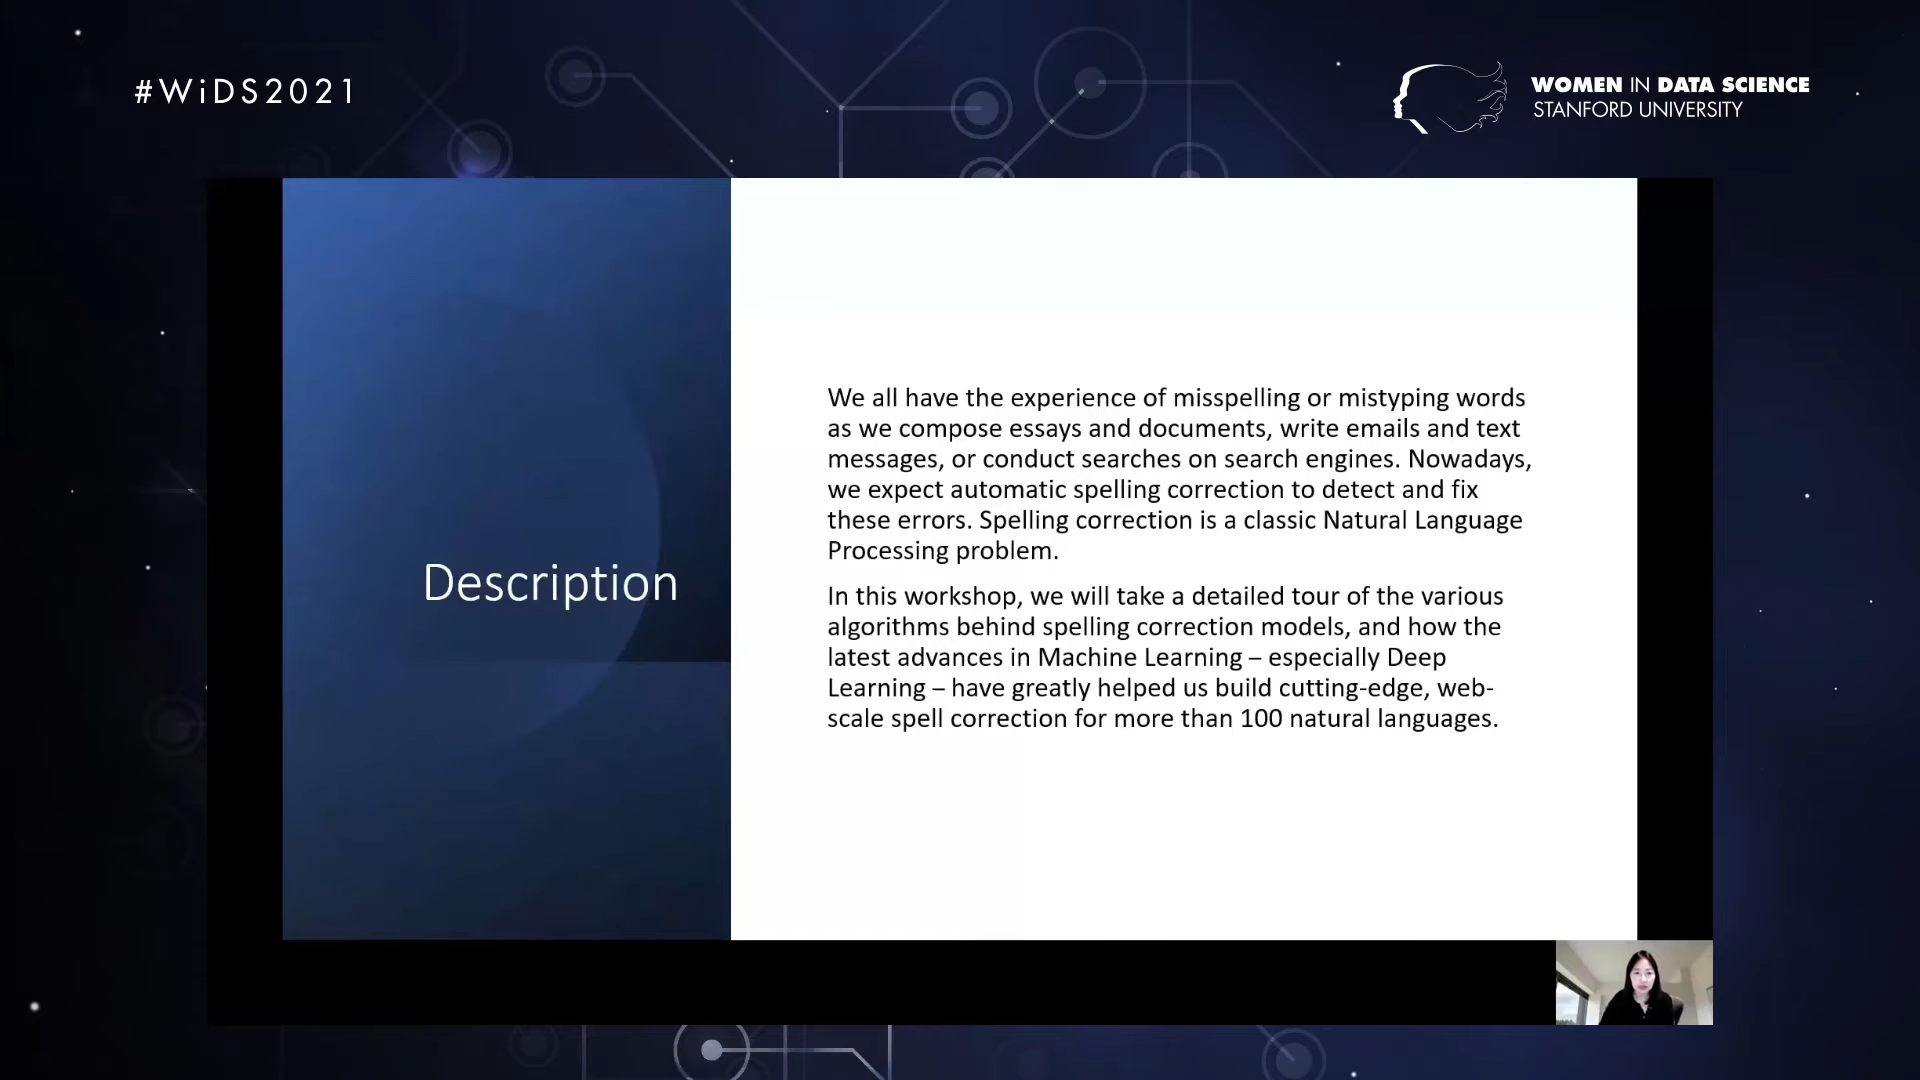 #WiDS2021
WOMEN IN DATA SCIENCE
STANFORD UNIVERSITY
Description
We all have the experience of misspelling or mistyping words
as we compose essays and documents, write emails and text
messages, or conduct searches on search engines. Nowadays,
we expect automatic spelling correction to detect and fix
these errors. Spelling correction is a classic Natural Language
Processing problem.
In this workshop, we will take a detailed tour of the various
algorithms behind spelling correction models, and how the
latest advances in Machine Learning – especially Deep
Learning – have greatly helped us build cutting-edge, web-
scale spell correction for more than 100 natural languages.